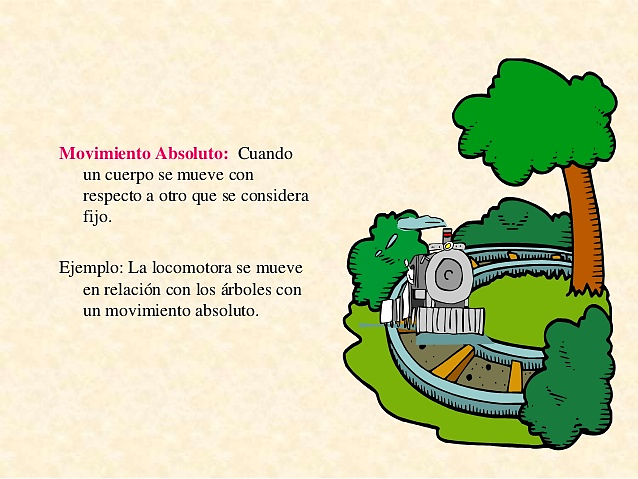 Movimiento Absoluto: Cuando
un cuerpo se mueve con
respecto a otro que se considera
fijo.
Ejemplo: La locomotora se mueve
en relación con los árboles con
un movimiento absoluto.